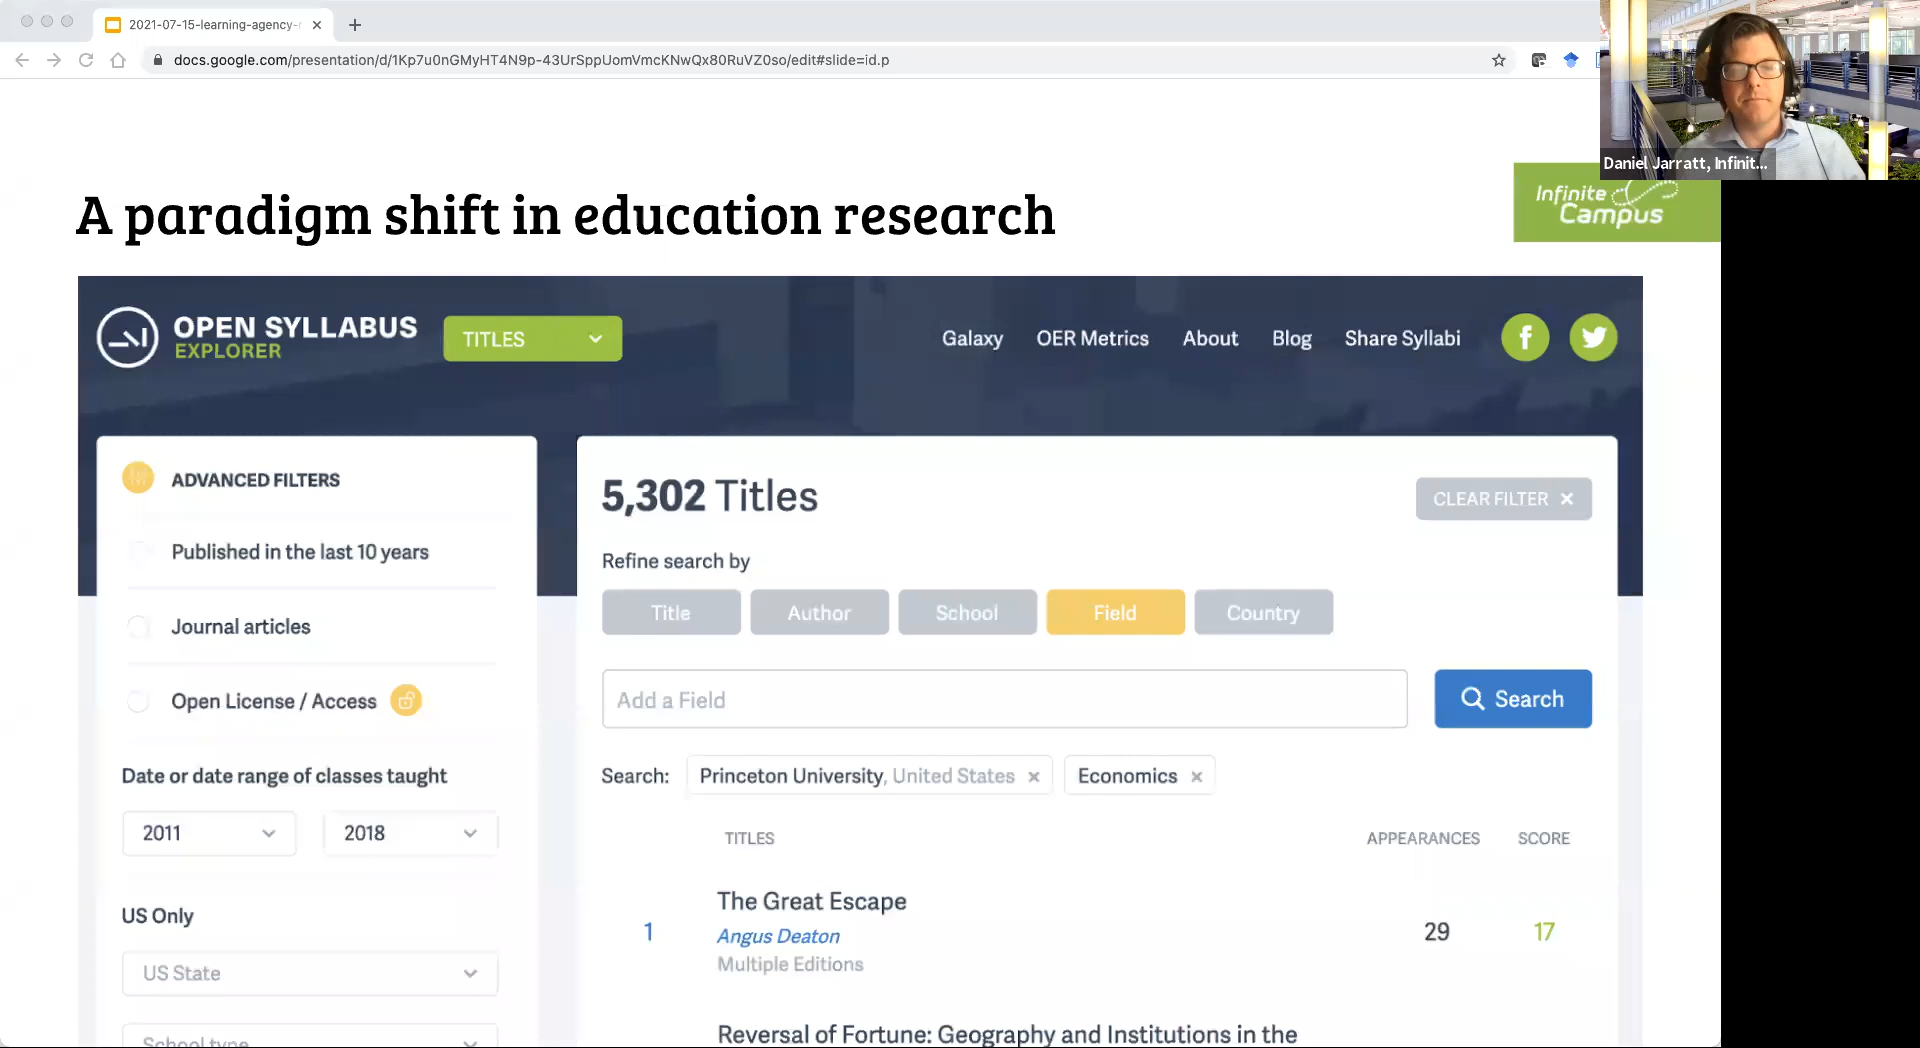 2021-07-15-learning-agency-
docs.google.com/presentation/d/1Kp7u0nGMyHT4N9p-43UrSppUomVmcKNwQx80RuVZ0so/edit#slide=id.p
Daniel Jarratt, Infinit...
A paradigm shift in education research
Infinite
Campus
OPEN SYLLABUS
EXPLORER
TITLES
Galaxy
OER Metrics
About
Blog
Share Syllabi
ADVANCED FILTERS
Published in the last 10 years
Journal articles
Open License / Access
Date or date range of classes taught
2011
2018
US Only
US State
School type
5,302 Titles
CLEAR FILTER ×
Refine search by
Title
Author
School
Field
Country
Add a Field
Search
Search: Princeton University, United States × Economics ×
TITLES APPEARANCES SCORE
The Great Escape
1 Angus Deaton 29 17
Multiple Editions
Reversal of Fortune: Geography and Institutions in the